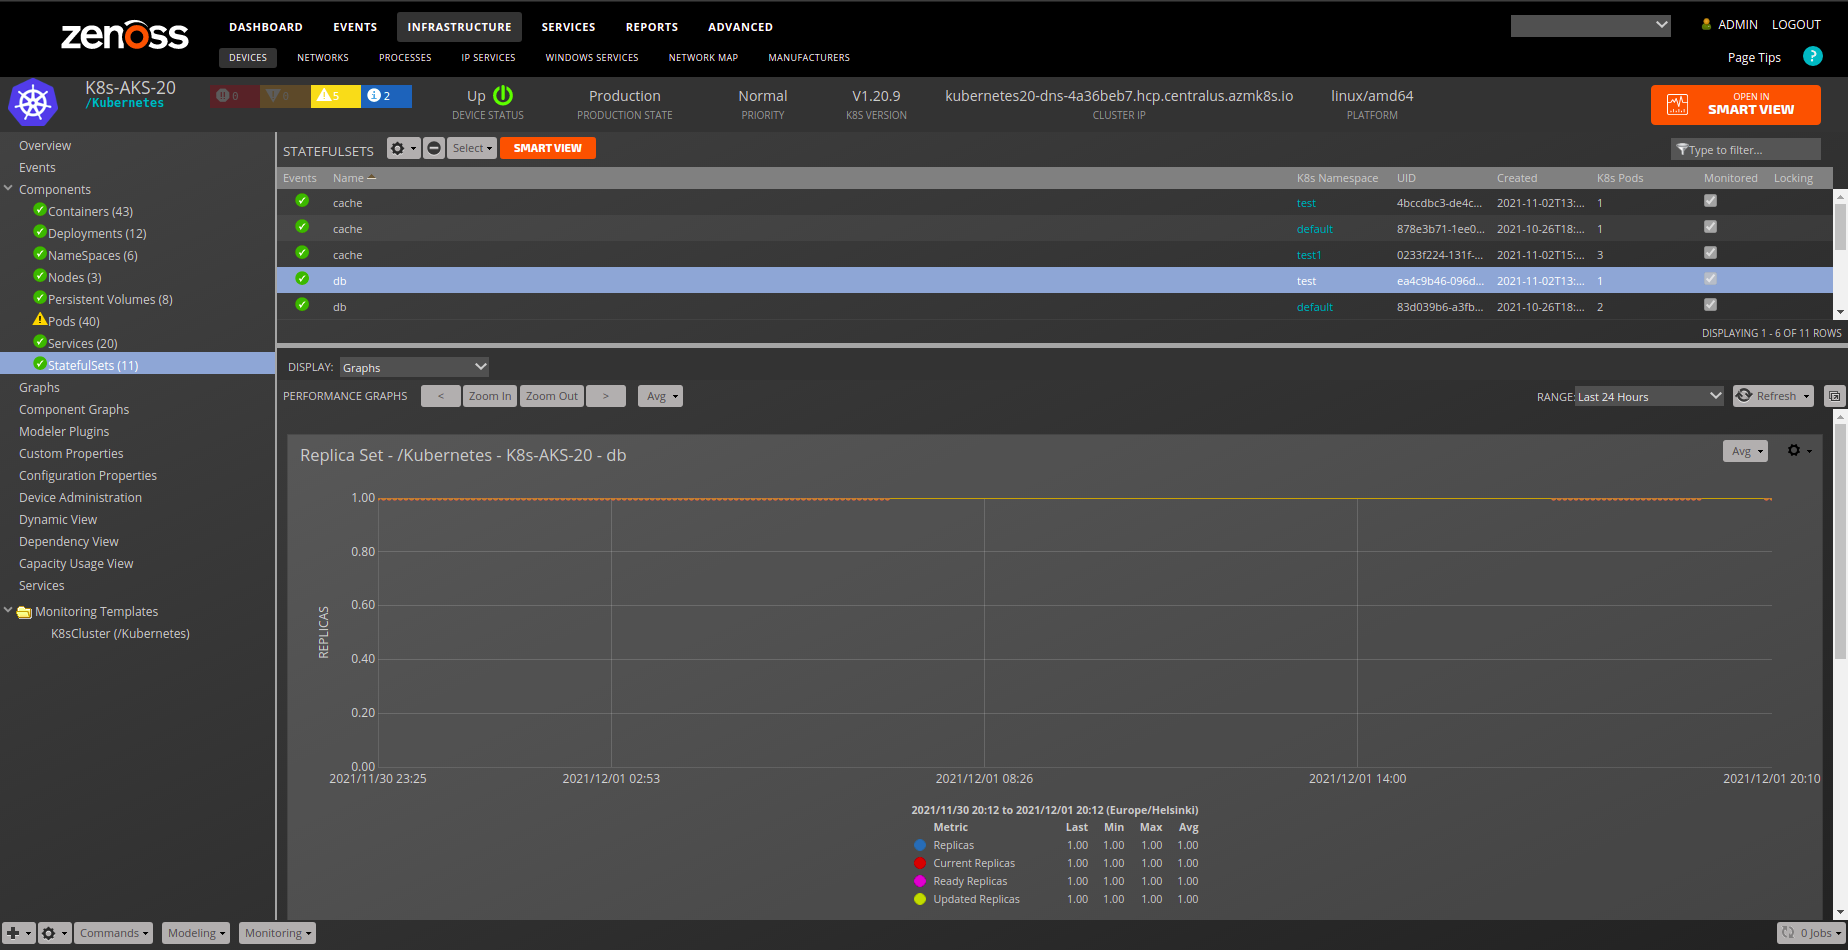 zenoss
DASHBOARD EVENTS INFRASTRUCTURE SERVICES REPORTS ADVANCED
ADMIN LOGOUT
DEVICES NETWORKS PROCESSES IP SERVICES WINDOWS SERVICES NETWORK MAP MANUFACTURERS
Page Tips ?
K8s-AKS-20
/Kubernetes
0 0 5 2
Up Production Normal V1.20.9 kubernetes20-dns-4a36beb7.hcp.centralus.azmk8s.io linux/amd64
DEVICE STATUS PRODUCTION STATE PRIORITY K8S VERSION CLUSTER IP PLATFORM
OPEN IN
SMART VIEW
Overview
Events
Components
Containers (43)
Deployments (12)
NameSpaces (6)
Nodes (3)
Persistent Volumes (8)
Pods (40)
Services (20)
StatefulSets (11)
Graphs
Component Graphs
Modeler Plugins
Custom Properties
Configuration Properties
Device Administration
Dynamic View
Dependency View
Capacity Usage View
Services
Monitoring Templates
K8sCluster (/Kubernetes)
STATEFULSETS Select SMART VIEW Type to filter...
Events Name K8s Namespace UID Created K8s Pods Monitored Locking
cache test 4bccdbc3-de4c... 2021-11-02T13:... 1
cache default 878e3b71-1ee0... 2021-10-26T18:... 1
cache test1 0233f224-131f-... 2021-11-02T15:... 3
db test ea4c9b46-096d... 2021-11-02T13:... 1
db default 83d039b6-a3fb... 2021-10-26T18:... 2
DISPLAYING 1 - 6 OF 11 ROWS
DISPLAY: Graphs
PERFORMANCE GRAPHS < Zoom In Zoom Out > Avg RANGE: Last 24 Hours Refresh
Replica Set - /Kubernetes - K8s-AKS-20 - db Avg
1.00
0.80
0.60
0.40
0.20
0.00
REPLICAS
2021/11/30 23:25 2021/12/01 02:53 2021/12/01 08:26 2021/12/01 14:00 2021/12/01 20:10
2021/11/30 20:12 to 2021/12/01 20:12 (Europe/Helsinki)
Metric Last Min Max Avg
Replicas 1.00 1.00 1.00 1.00
Current Replicas 1.00 1.00 1.00 1.00
Ready Replicas 1.00 1.00 1.00 1.00
Updated Replicas 1.00 1.00 1.00 1.00
Commands Modeling Monitoring 0 Jobs